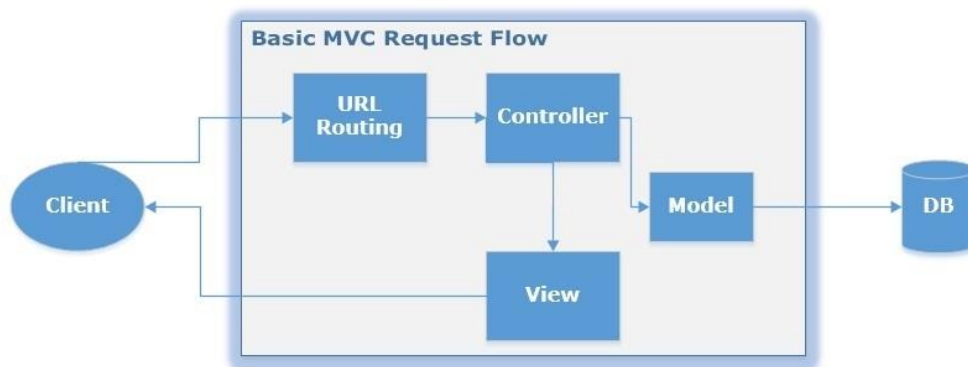 Basic MVC Request Flow
URL
Routing
Controller
Client
Model
DB
View